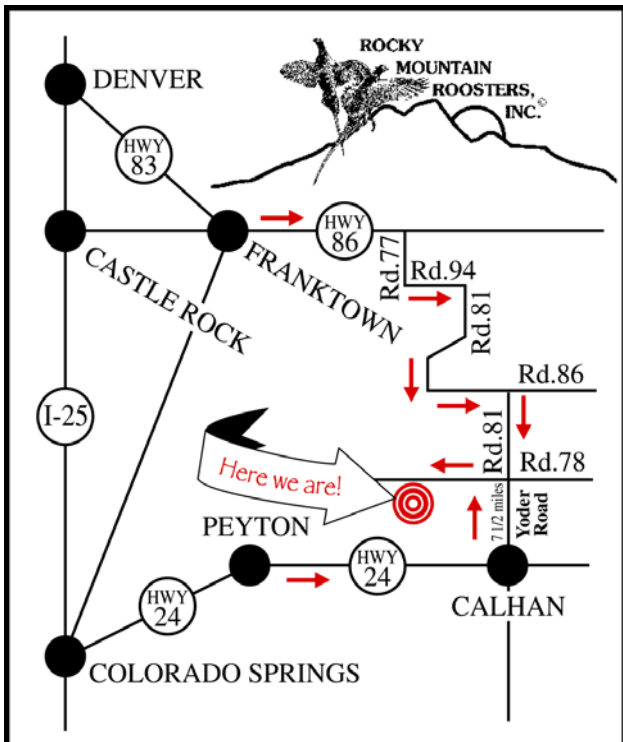 ROCKY
MOUNTAIN
ROOSTERS,
INC.©
DENVER
HWY
83
HWY
86
CASTLE ROCK
FRANKTOWN
Rd.77
Rd.94
Rd.81
Rd.86
I-25
Rd.81
Rd.78
Here we are!
7 1/2 miles
Yoder
Road
PEYTON
HWY
24
HWY
24
CALHAN
COLORADO SPRINGS